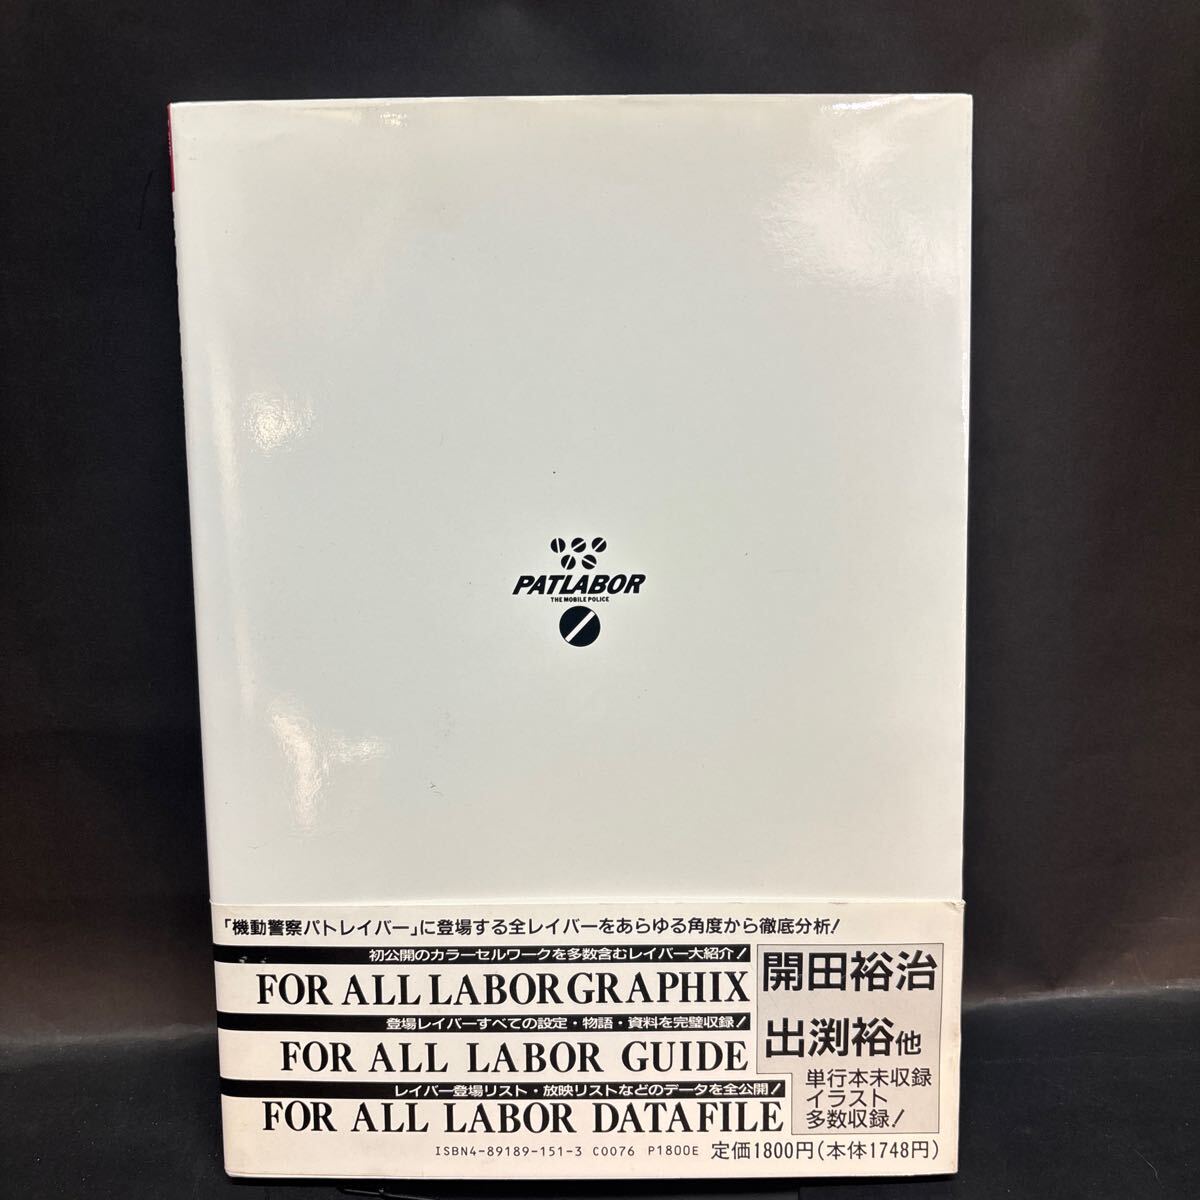 PATLABOR
THE MOBILE POLICE
「機動警察パトレイバー」に登場する全レイバーをあらゆる角度から徹底分析!
初公開のカラーセルワークを多数含むレイバー大紹介!
FOR ALL LABOR GRAPHIX
登場レイバーすべての設定・物語・資料を完璧収録!
FOR ALL LABOR GUIDE
レイバー登場リスト・放映リストなどのデータを全公開!
FOR ALL LABOR DATAFILE
開田裕治
出渕裕他
単行本未収録
イラスト
多数収録!
ISBN4-89189-151-3 C0076 P1800E 定価1800円(本体1748円)